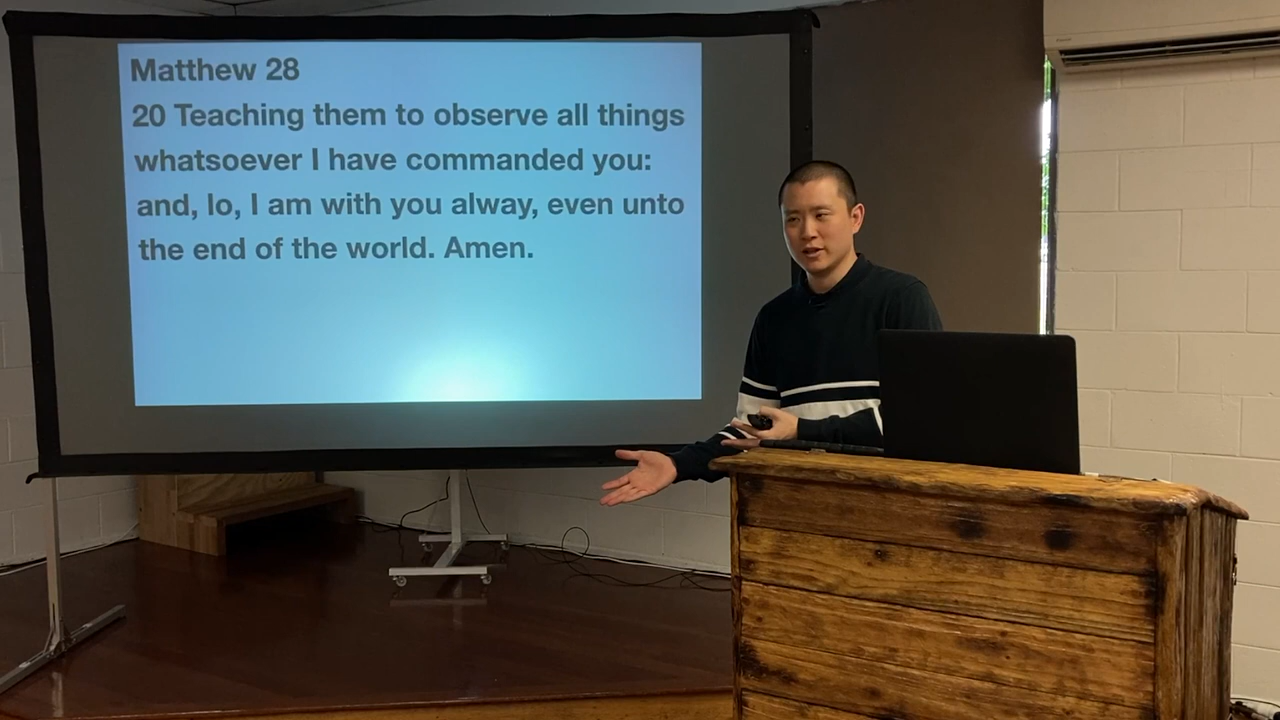 Matthew 28
20 Teaching them to observe all things
whatsoever I have commanded you:
and, lo, I am with you alway, even unto
the end of the world. Amen.